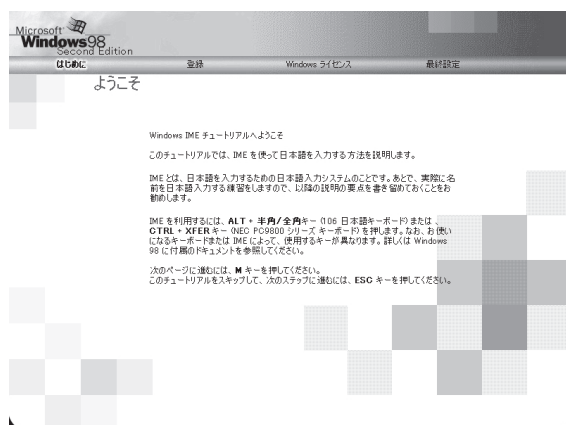 Microsoft
Windows98
Second Edition
はじめに 登録 Windows ライセンス 最終設定
ようこそ
Windows IME チュートリアルへようこそ
このチュートリアルでは、IME を使って日本語を入力する方法を説明します。
IME とは、日本語を入力するための日本語入力システムのことです。あとで、実際に名
前を日本語入力する練習をしますので、以降の説明の要点を書き留めておくことをお
勧めします。
IME を利用するには、ALT + 半角/全角キー (106 日本語キーボード) または 、
CTRL + XFER キー (NEC PC9800 シリーズ キーボード) を押します。なお、お使い
になるキーボードまたは IME によって、使用するキーが異なります。詳しくは Windows
98 に付属のドキュメントを参照してください。
次のページに進むには、M キーを押してください。
このチュートリアルをスキップして、次のステップに進むには、ESC キーを押してください。